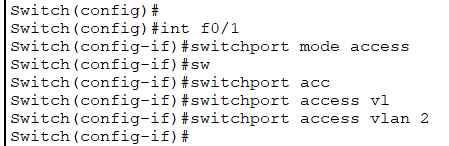 Switch(config)#
Switch(config)#int f0/1
Switch(config-if)#switchport mode access
Switch(config-if)#sw
Switch(config-if)#switchport acc
Switch(config-if)#switchport access vl
Switch(config-if)#switchport access vlan 2
Switch(config-if)#